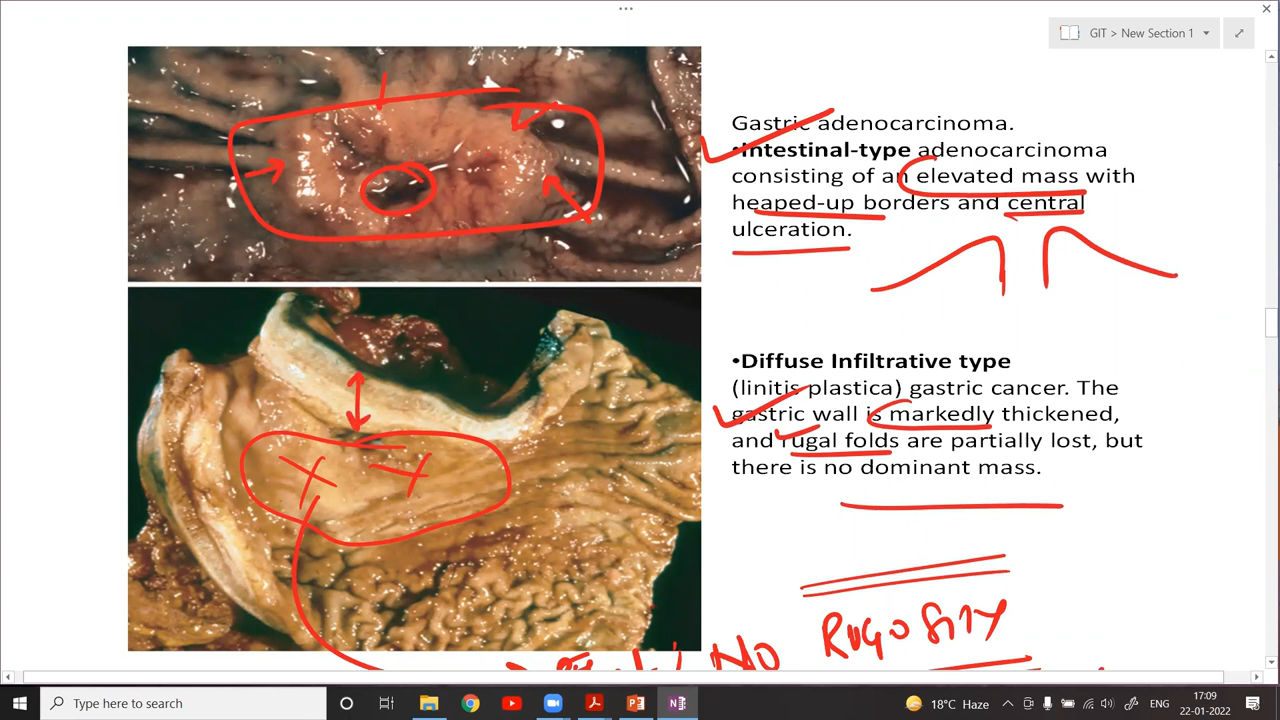 GIT > New Section 1
Gastric adenocarcinoma.
•Intestinal-type adenocarcinoma
consisting of an elevated mass with
heaped-up borders and central
ulceration.
•Diffuse Infiltrative type
(linitis plastica) gastric cancer. The
gastric wall is markedly thickened,
and rugal folds are partially lost, but
there is no dominant mass.
RUGOSITY
NO
Type here to search
18°C Haze
ENG
17:09
22-01-2022